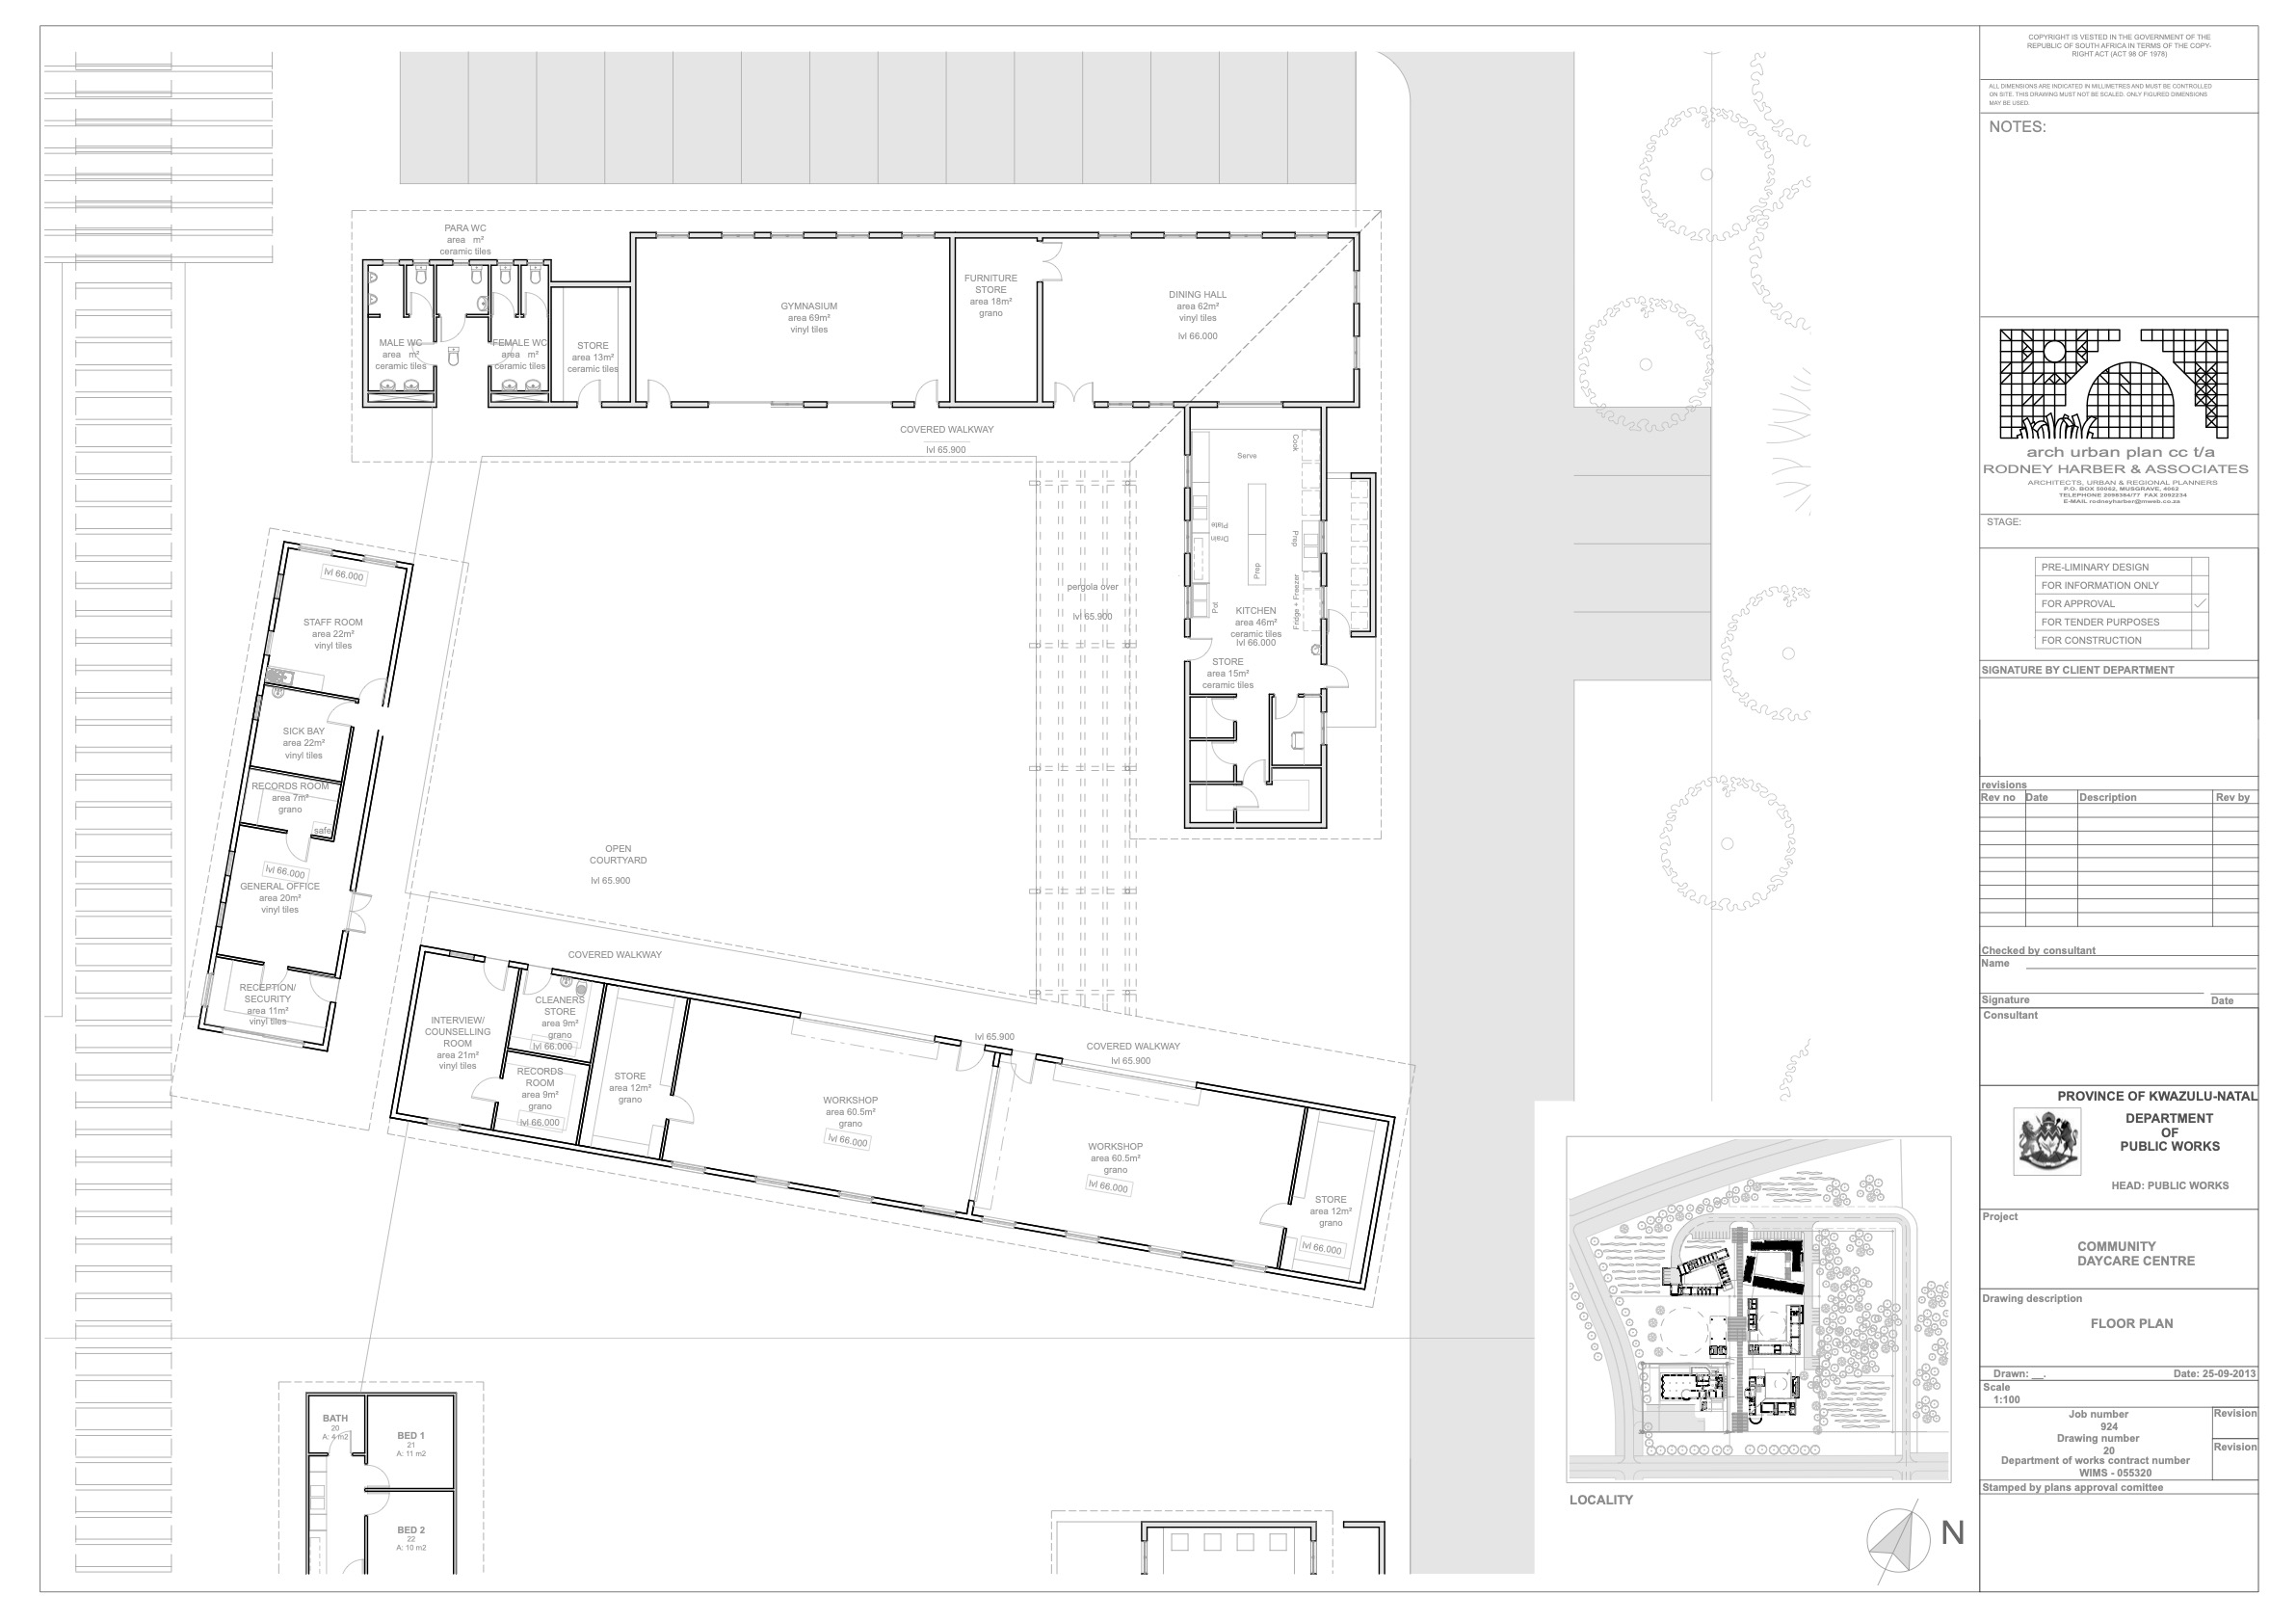 COPYRIGHT IS VESTED IN THE GOVERNMENT OF THE
REPUBLIC OF SOUTH AFRICA IN TERMS OF THE COPY-
RIGHT ACT (ACT 98 OF 1978)
ALL DIMENSIONS ARE INDICATED IN MILLIMETRES AND MUST BE CONTROLLED
ON SITE. THIS DRAWING MUST NOT BE SCALED. ONLY FIGURED DIMENSIONS
MAY BE USED.
NOTES:
PARA WC
area m²
ceramic tiles
MALE WC
area m²
ceramic tiles
FEMALE WC
area m²
ceramic tiles
STORE
area 13m²
ceramic tiles
GYMNASIUM
area 69m²
vinyl tiles
FURNITURE
STORE
area 18m²
grano
DINING HALL
area 62m²
vinyl tiles
lvl 66.000
COVERED WALKWAY
lvl 65.900
Serve
Cook
Plate
Drain
Prep
Prep
Pot
Fridge + Freezer
KITCHEN
area 46m²
ceramic tiles
lvl 66.000
STORE
area 15m²
ceramic tiles
pergola over
lvl 65.900
lvl 66.000
STAFF ROOM
area 22m²
vinyl tiles
SICK BAY
area 22m²
vinyl tiles
RECORDS ROOM
area 7m²
grano
safe
lvl 66.000
GENERAL OFFICE
area 20m²
vinyl tiles
RECEPTION/
SECURITY
area 11m²
vinyl tiles
OPEN
COURTYARD
lvl 65.900
COVERED WALKWAY
INTERVIEW/
COUNSELLING
ROOM
area 21m²
vinyl tiles
CLEANERS
STORE
area 9m²
grano
lvl 66.000
RECORDS
ROOM
area 9m²
grano
lvl 66.000
STORE
area 12m²
grano
WORKSHOP
area 60.5m²
grano
lvl 66.000
lvl 65.900
COVERED WALKWAY
lvl 65.900
WORKSHOP
area 60.5m²
grano
lvl 66.000
STORE
area 12m²
grano
lvl 66.000
BATH
20
A: 4 m2
BED 1
21
A: 11 m2
BED 2
22
A: 10 m2
LOCALITY
N
arch urban plan cc t/a
RODNEY HARBER & ASSOCIATES
ARCHITECTS, URBAN & REGIONAL PLANNERS
P.O. BOX 50062, MUSGRAVE, 4062
TELEPHONE 2098384/77 FAX 2092234
E-MAIL rodneyharber@mweb.co.za
STAGE:
PRE-LIMINARY DESIGN
FOR INFORMATION ONLY
FOR APPROVAL
FOR TENDER PURPOSES
FOR CONSTRUCTION
SIGNATURE BY CLIENT DEPARTMENT
revisions
Rev no Date Description Rev by
Checked by consultant
Name
Signature Date
Consultant
PROVINCE OF KWAZULU-NATAL
DEPARTMENT
OF
PUBLIC WORKS
HEAD: PUBLIC WORKS
Project
COMMUNITY
DAYCARE CENTRE
Drawing description
FLOOR PLAN
Drawn: __. Date: 25-09-2013
Scale
1:100
Job number
924
Revision
Drawing number
20
Revision
Department of works contract number
WIMS - 055320
Stamped by plans approval comittee